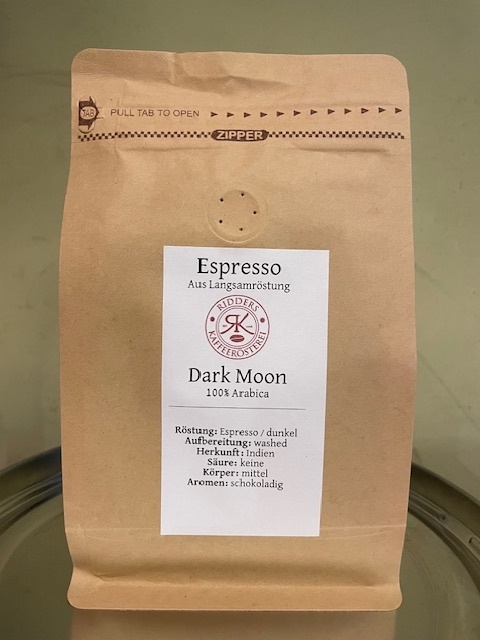 TAB
PULL TAB TO OPEN
ZIPPER
Espresso
Aus Langsamröstung
RIDDERS
RK
KAFFEERÖSTEREI
Dark Moon
100% Arabica
Röstung: Espresso / dunkel
Aufbereitung: washed
Herkunft: Indien
Säure: keine
Körper: mittel
Aromen: schokoladig